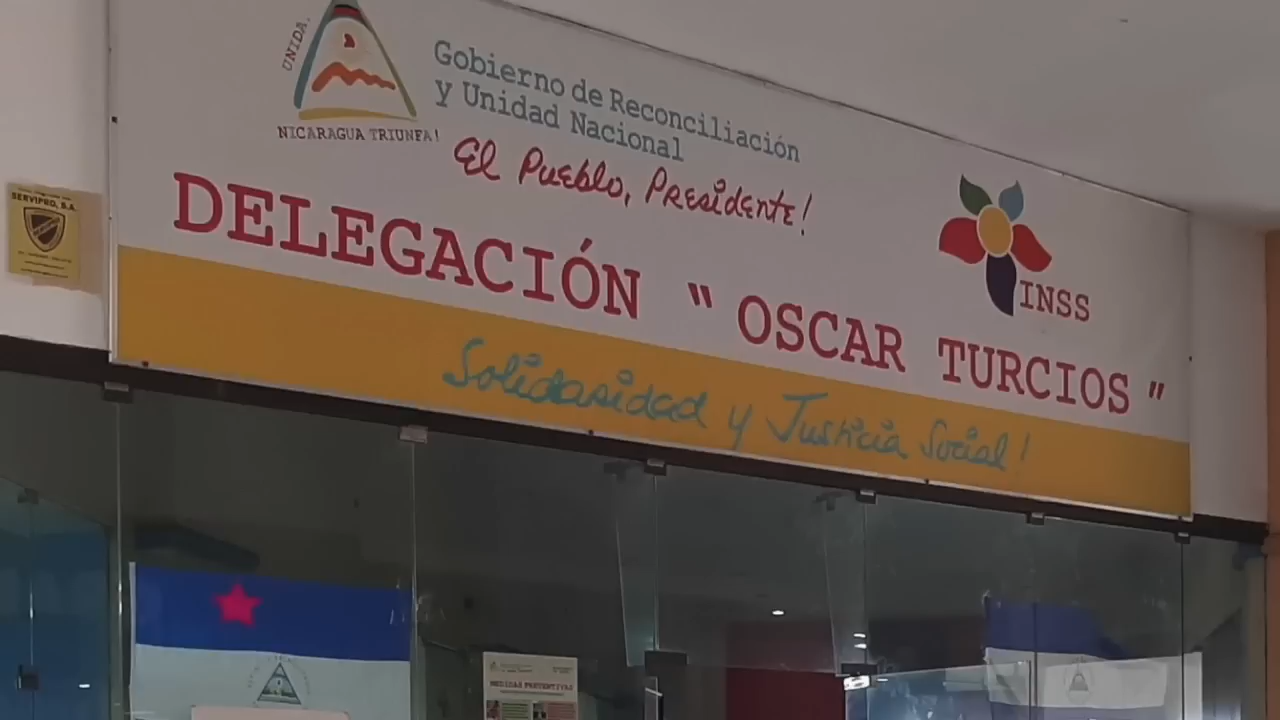 UNIDA,
NICARAGUA TRIUNFA!
Gobierno de Reconciliación
y Unidad Nacional
El Pueblo, Presidente!
SERVIPRO, S.A.
DELEGACIÓN " OSCAR TURCIOS "
INSS
Solidaridad y Justicia Social!
MEDIDAS PREVENTIVAS